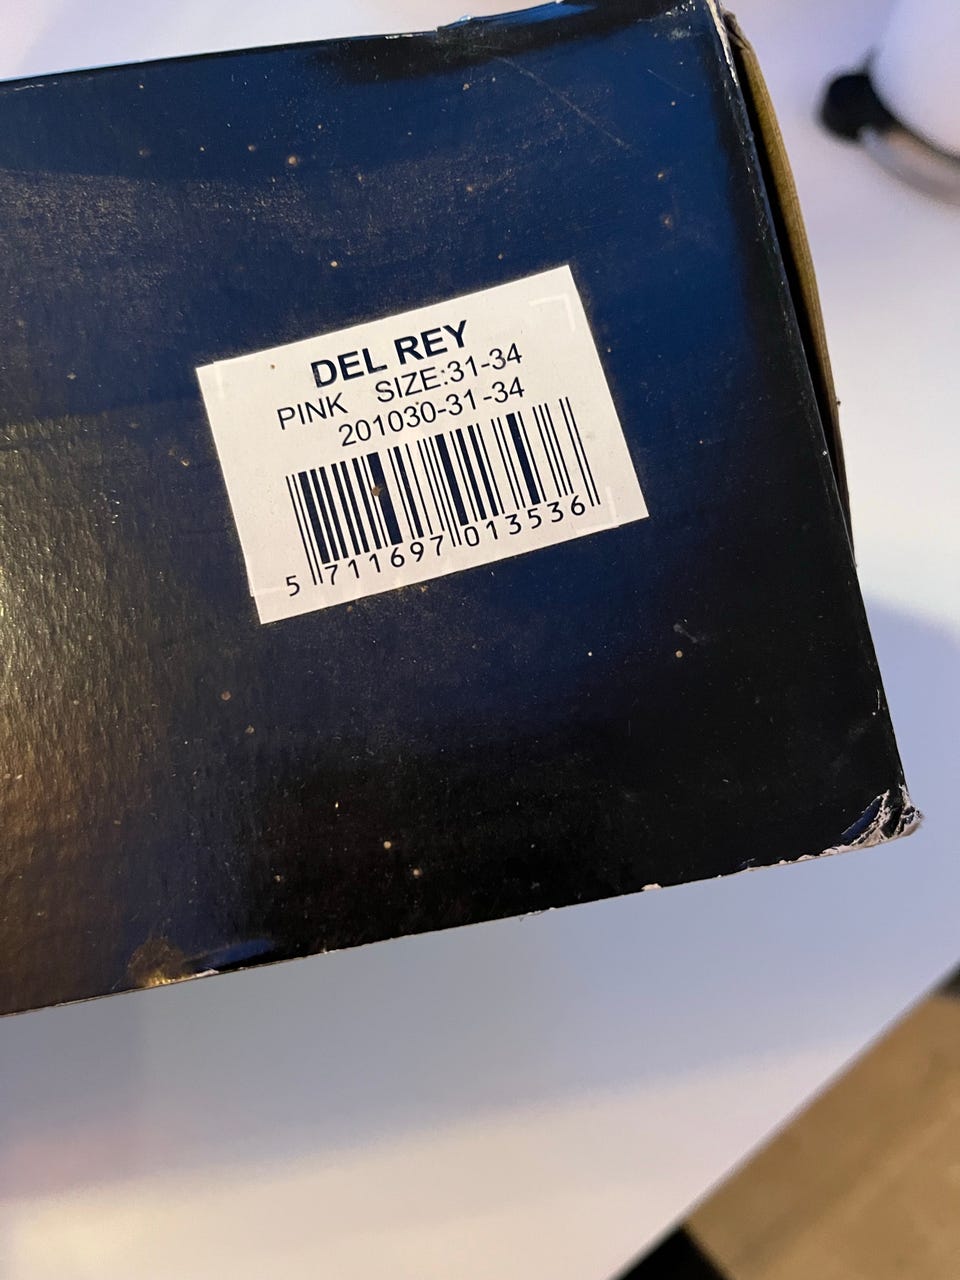 DEL REY
PINK SIZE:31-34
201030-31-34
5 711697 013536